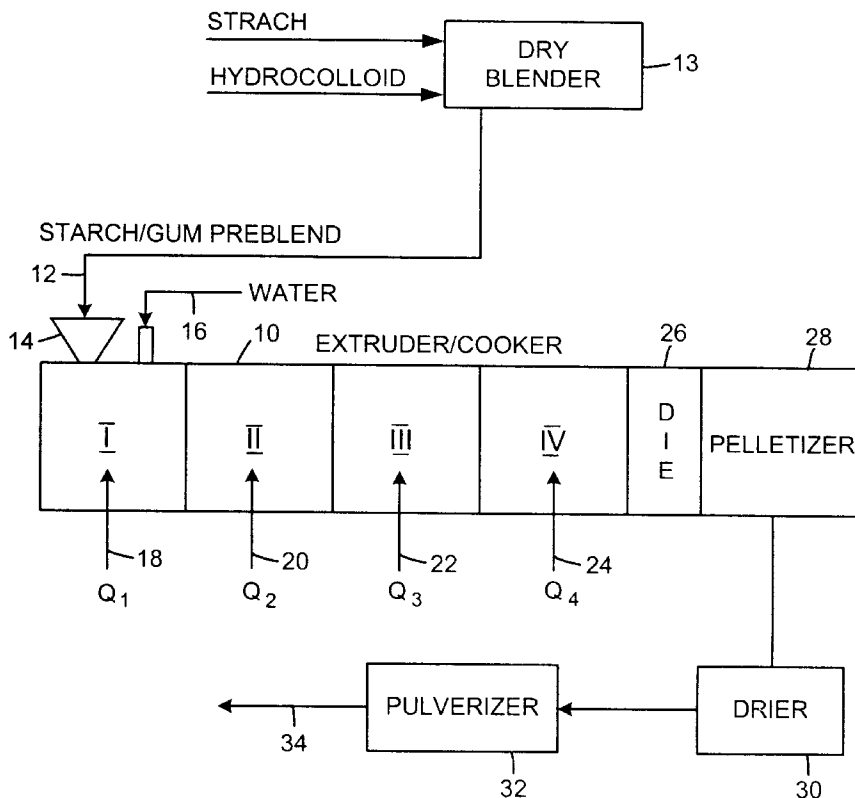 STRACH
HYDROCOLLOID
DRY
BLENDER
13
STARCH/GUM PREBLEND
12
WATER
14
16
10
EXTRUDER/COOKER
26
28
I
II
III
IV
D
I
E
PELLETIZER
18
20
22
24
Q1
Q2
Q3
Q4
PULVERIZER
DRIER
34
32
30